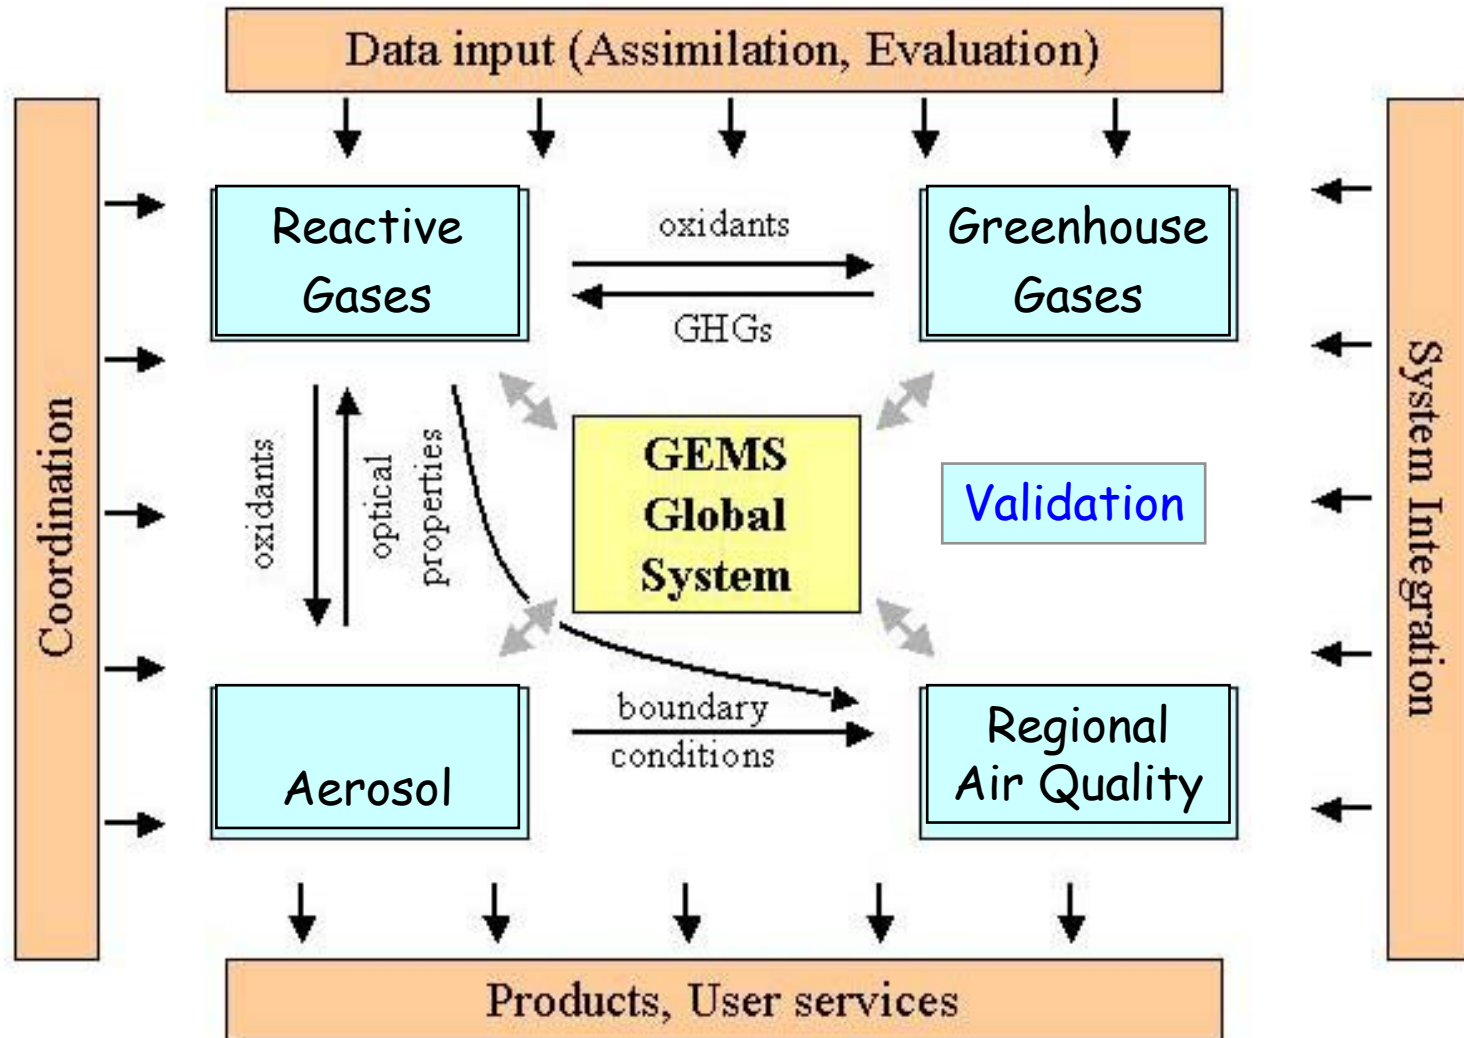 Data input (Assimilation, Evaluation)
Coordination
System Integration
Reactive
Gases
oxidants
GHGs
Greenhouse
Gases
oxidants
optical
properties
GEMS
Global
System
Validation
Aerosol
boundary
conditions
Regional
Air Quality
Products, User services